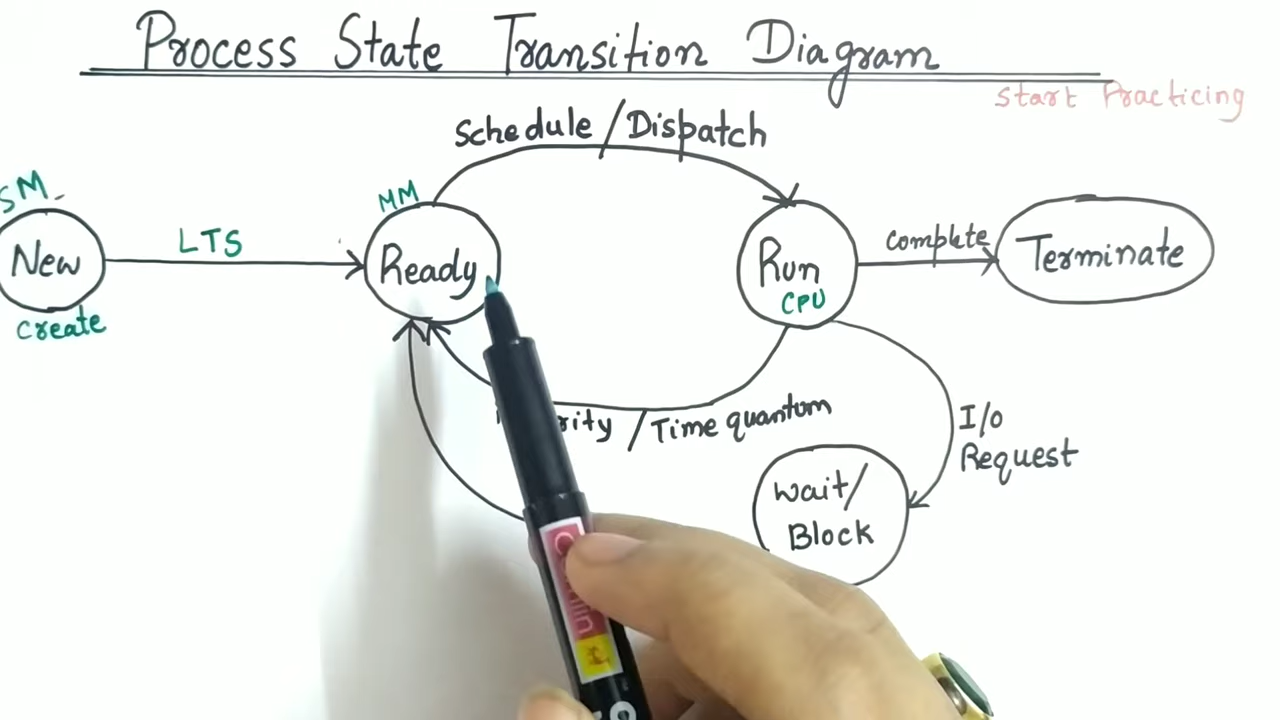 Process State Transition Diagram
Start Practicing
Schedule / Dispatch
SM
MM
New
LTS
Ready
Run
CPU
complete
Terminate
create
/ Time quantum
I/o
Request
Wait/
Block